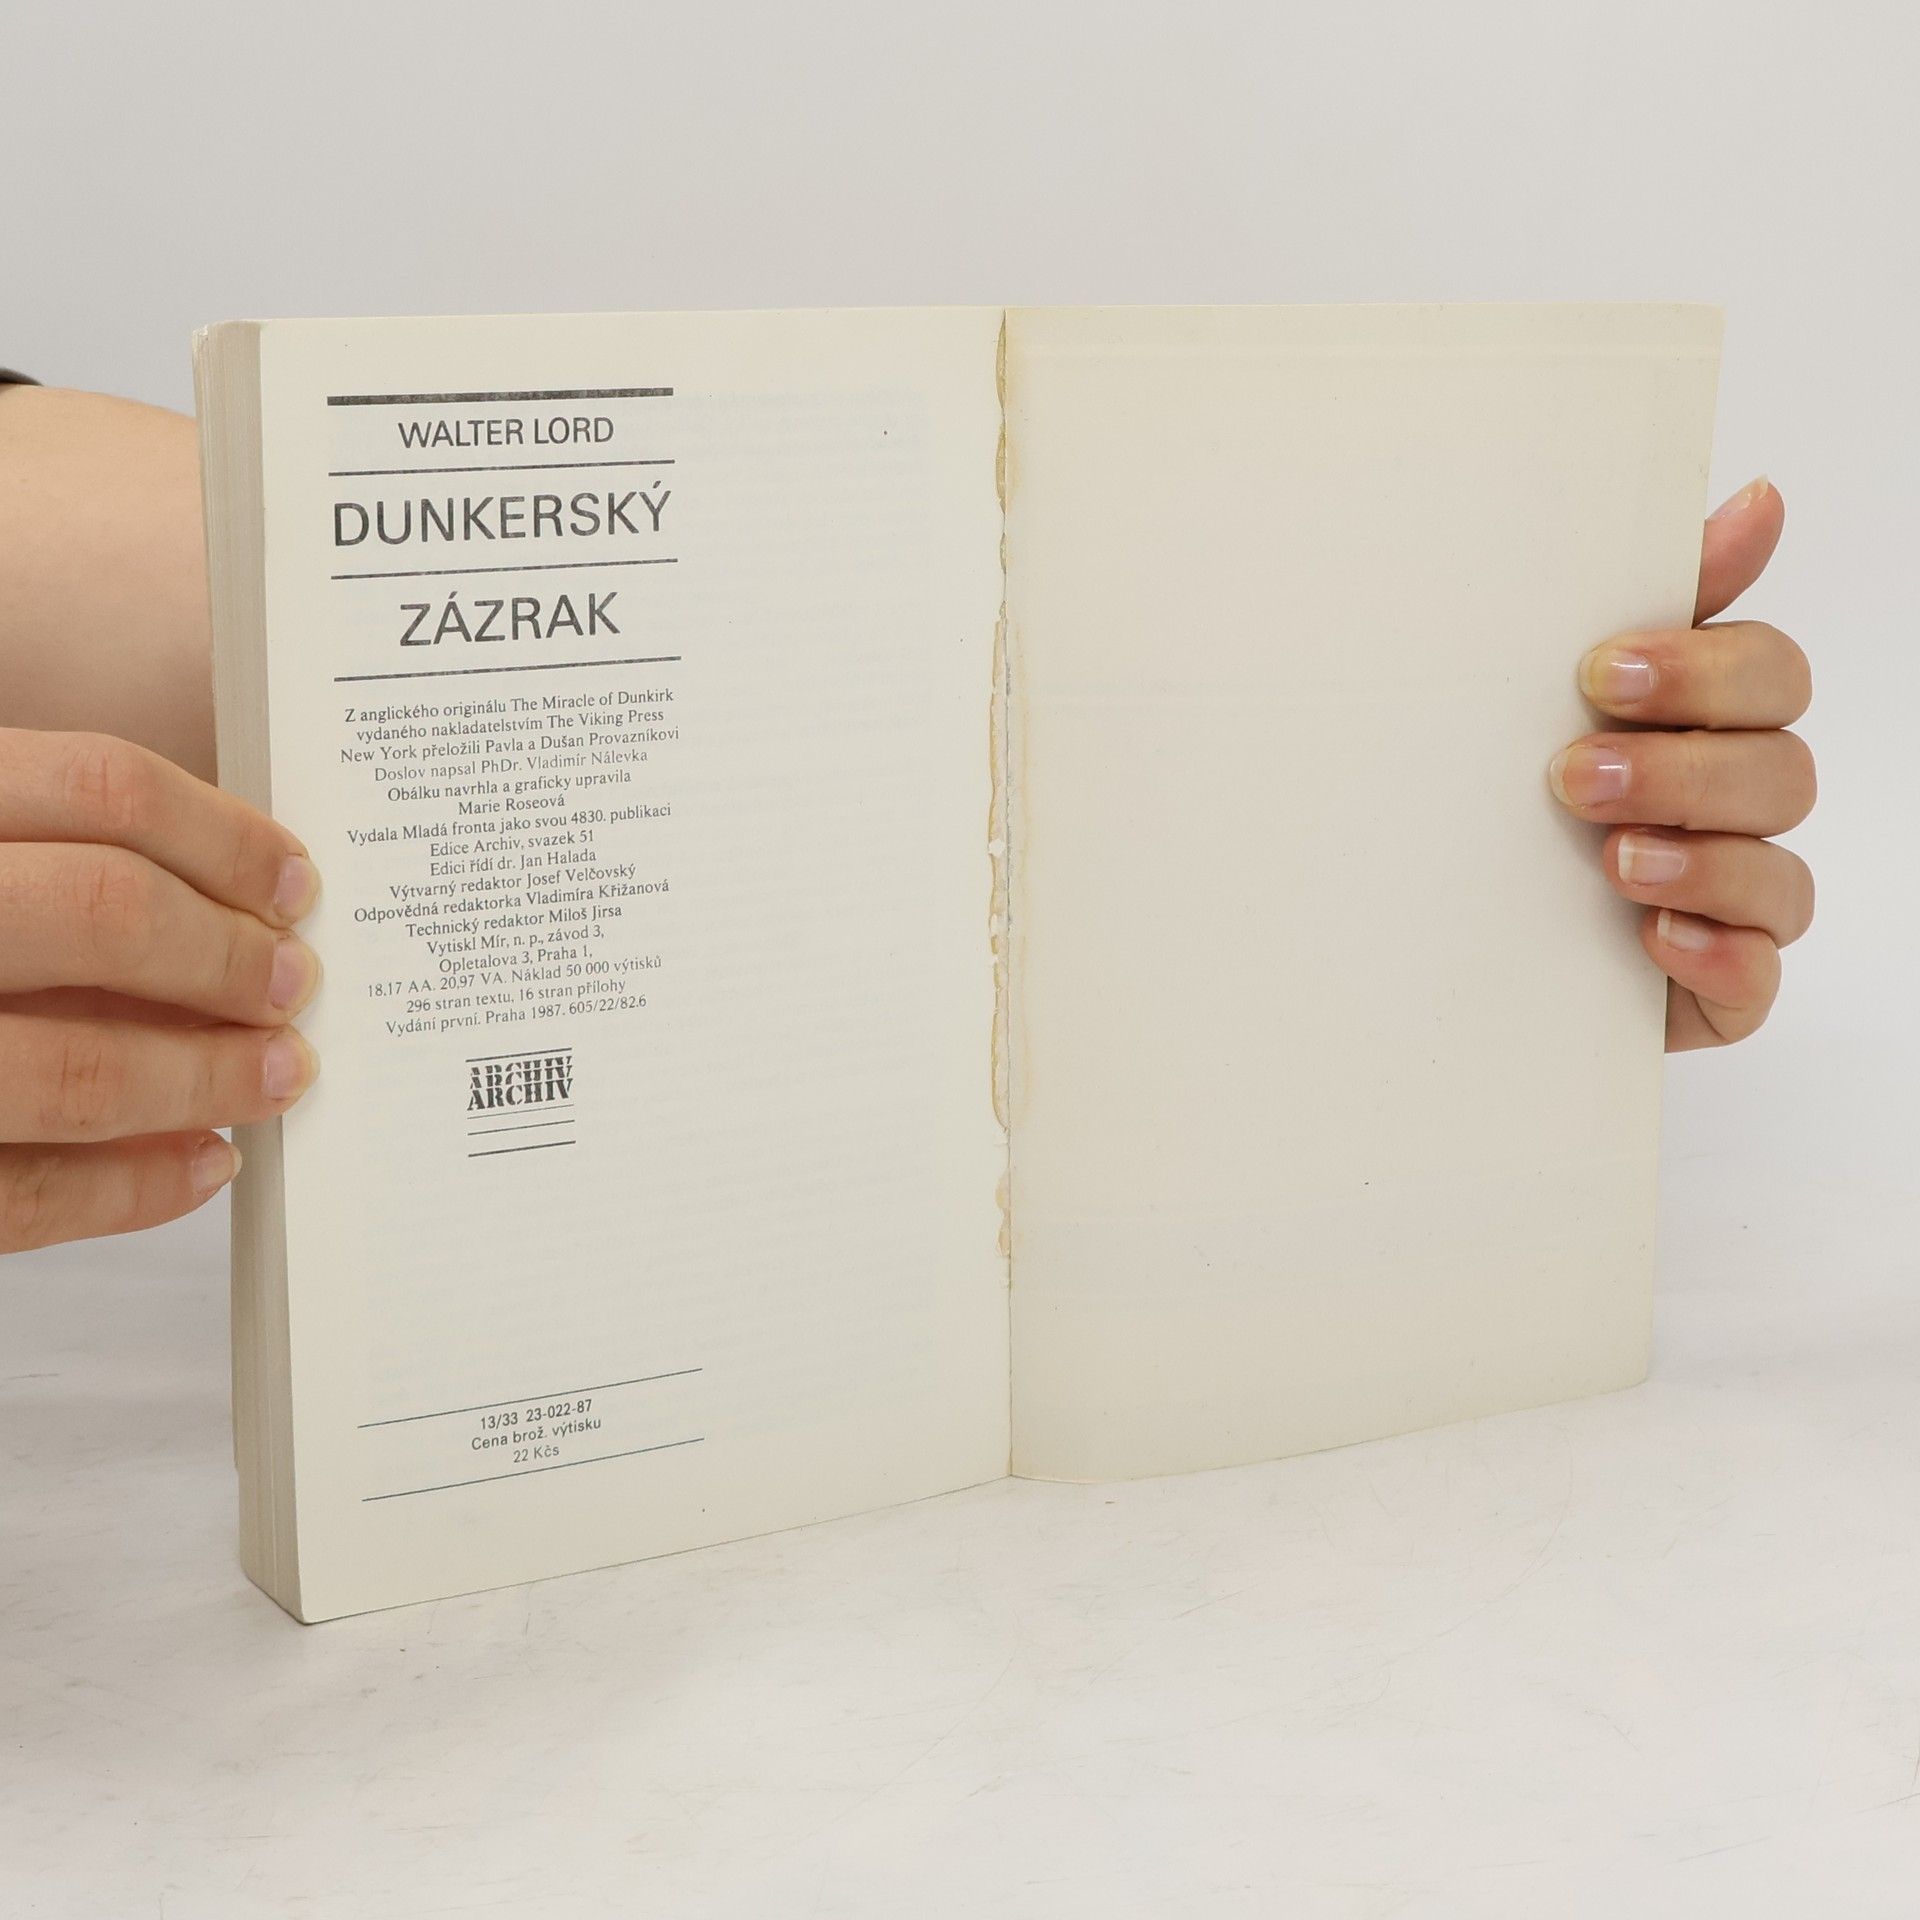 WALTER LORD
DUNKERSKÝ
ZÁZRAK
Z anglického originálu The Miracle of Dunkirk
vydaného nakladatelstvím The Viking Press
New York přeložili Pavla a Dušan Provazníkovi
Doslov napsal PhDr. Vladimír Nálevka
Obálku navrhla a graficky upravila
Marie Roseová
Vydala Mladá fronta jako svou 4830. publikaci
Edice Archiv, svazek 51
Edici řídí dr. Jan Halada
Výtvarný redaktor Josef Velčovský
Odpovědná redaktorka Vladimíra Křižanová
Technický redaktor Miloš Jirsa
Vytiskl Mír, n. p., závod 3,
Opletalova 3, Praha 1,
18,17 AA. 20,97 VA. Náklad 50 000 výtisků
296 stran textu, 16 stran přílohy
Vydání první. Praha 1987. 605/22/82.6
ARCHIV
ARCHIV
13/33 23-022-87
Cena brož. výtisku
22 Kčs